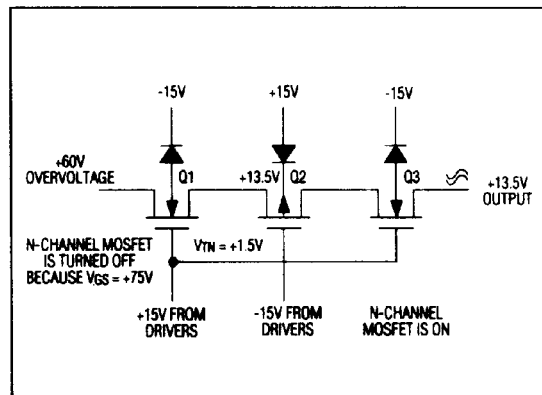 -15V
+15V
-15V
+60V
OVERVOLTAGE
Q1
+13.5V
Q2
Q3
+13.5V
OUTPUT
N-CHANNEL MOSFET
IS TURNED OFF
BECAUSE VGS = +75V
VTN = +1.5V
+15V FROM
DRIVERS
-15V FROM
DRIVERS
N-CHANNEL
MOSFET IS ON